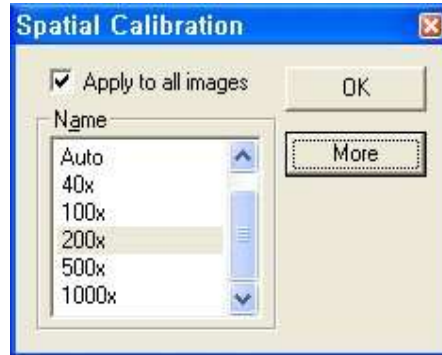 Spatial Calibration
Apply to all images
OK
Name
More
Auto
40x
100x
200x
500x
1000x